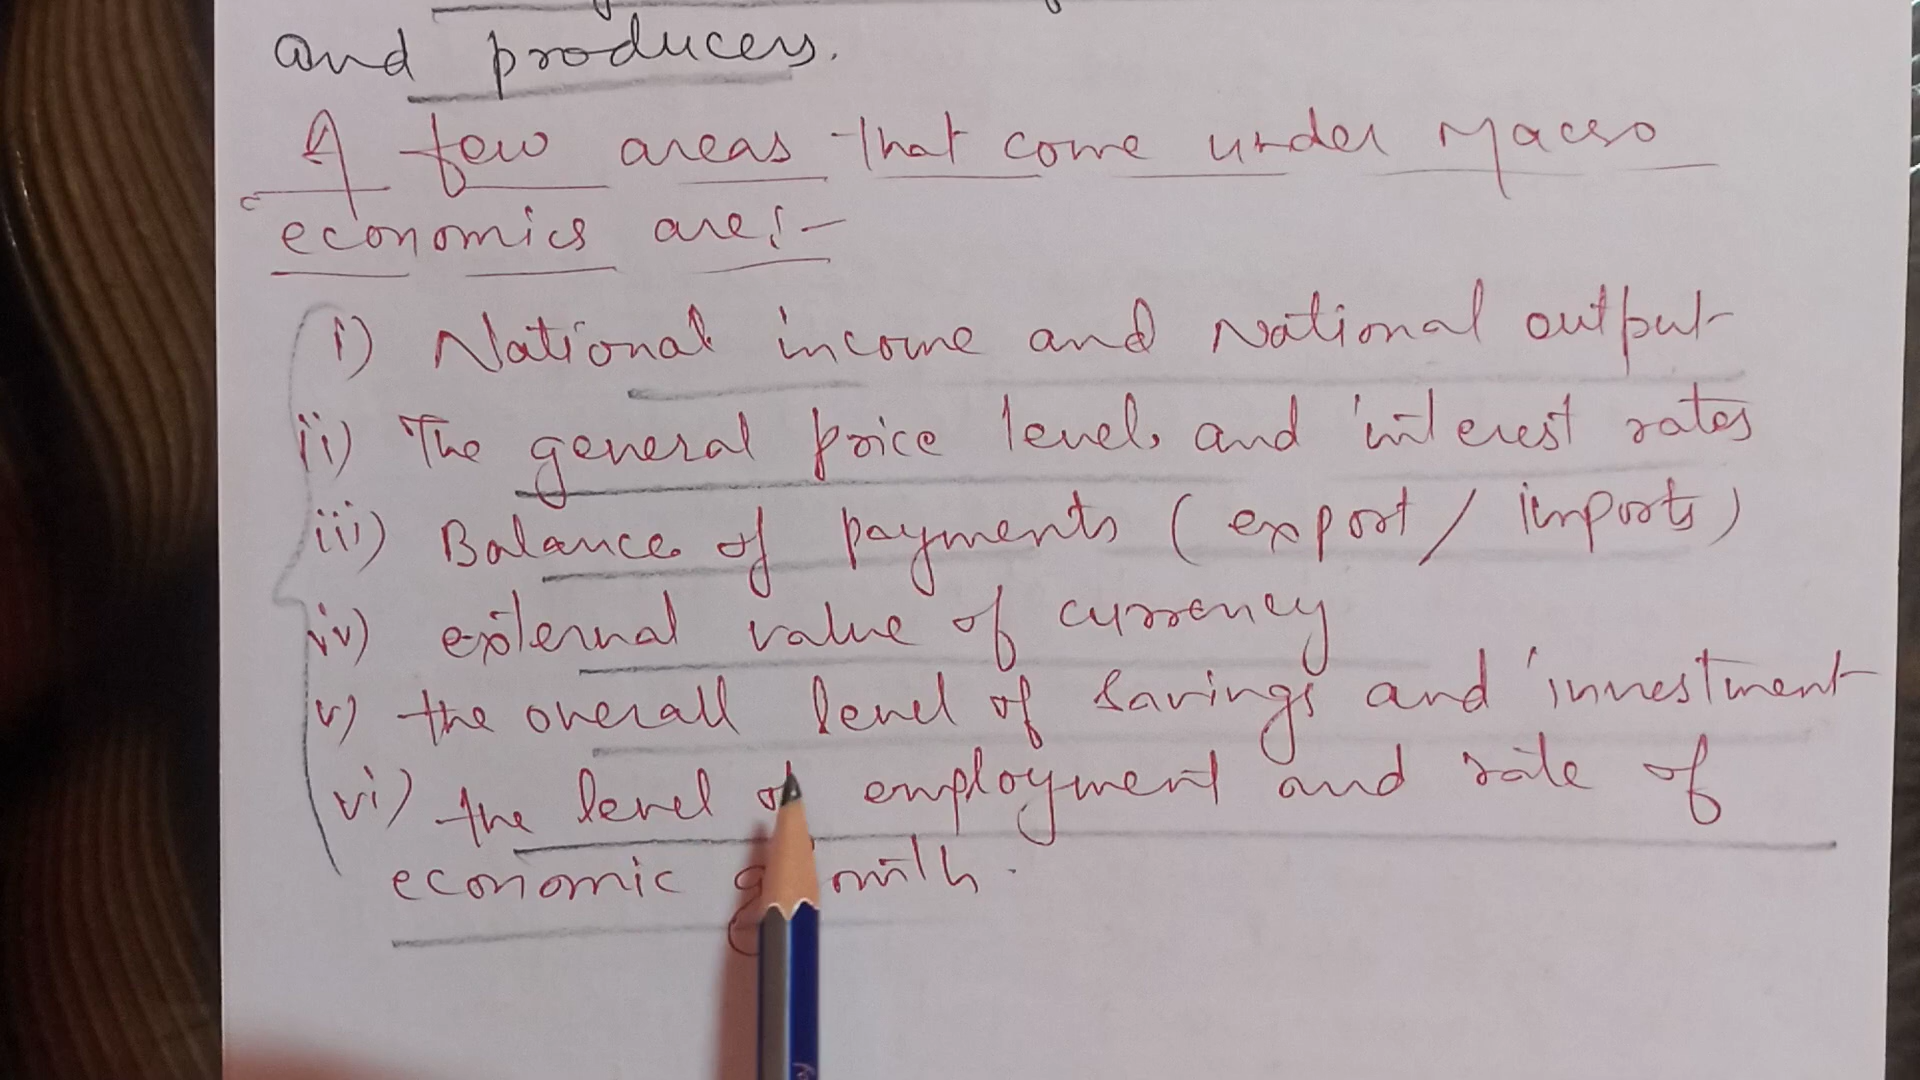 and producers.
A few areas that come under Macro
economics are:-
i) National income and National output
ii) The general price level and interest rates
iii) Balance of payments (export / imports)
iv) external value of currency
v) the overall level of savings and investment
vi) the level of employment and rate of
economic growth.